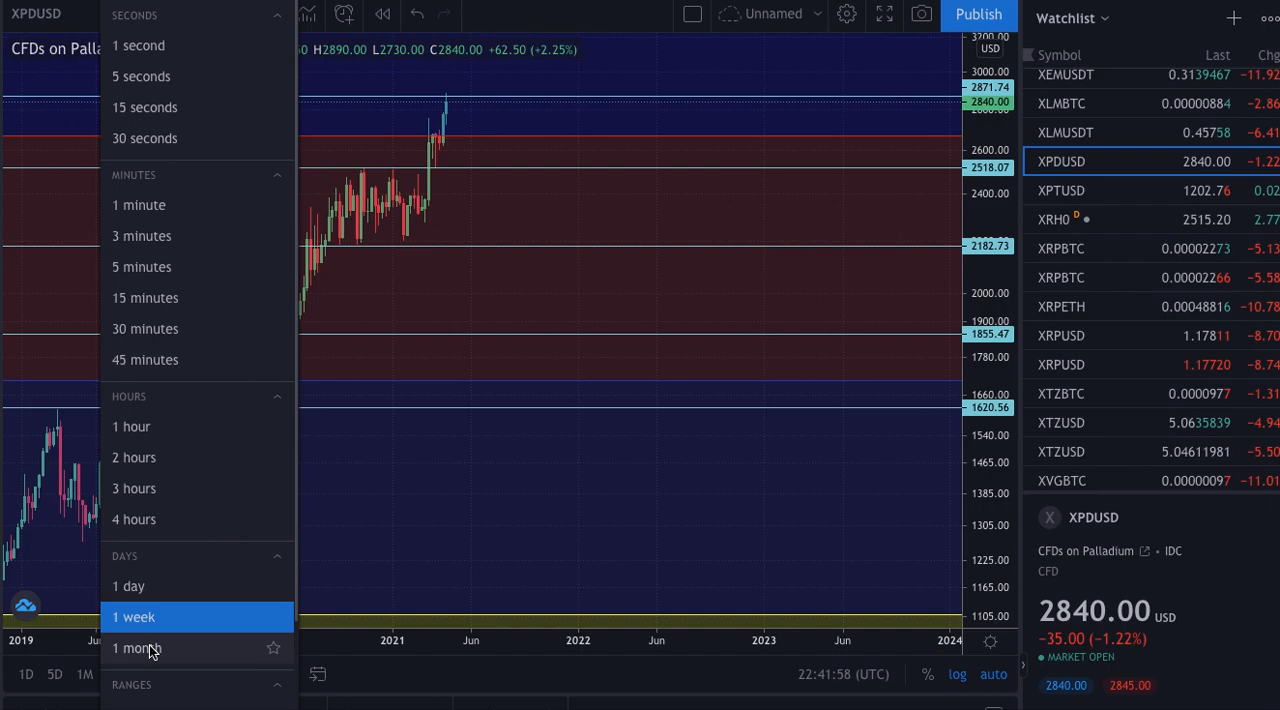 XPDUSD
Unnamed
Publish
CFDs on Palla
0 H2890.00 L2730.00 C2840.00 +62.50 (+2.25%)
SECONDS
1 second
5 seconds
15 seconds
30 seconds
MINUTES
1 minute
3 minutes
5 minutes
15 minutes
30 minutes
45 minutes
HOURS
1 hour
2 hours
3 hours
4 hours
DAYS
1 day
1 week
1 month
RANGES
3200.00
USD
3000.00
2871.74
2840.00
2600.00
2518.07
2400.00
2182.73
2000.00
1900.00
1855.47
1780.00
1660.00
1620.56
1540.00
1465.00
1385.00
1305.00
1225.00
1165.00
1105.00
2019 2021 Jun 2022 Jun 2023 Jun 2024
1D 5D 1M
22:41:58 (UTC) % log auto
Watchlist
Symbol Last Chg
XEMUSDT 0.3139467 −11.92
XLMBTC 0.00000884 −2.86
XLMUSDT 0.45758 −6.41
XPDUSD 2840.00 −1.22
XPTUSD 1202.76 0.02
XRH0 D 2515.20 2.77
XRPBTC 0.00002273 −5.13
XRPBTC 0.00002266 −5.58
XRPETH 0.00048816 −10.78
XRPUSD 1.17811 −8.70
XRPUSD 1.17720 −8.74
XTZBTC 0.0000977 −1.31
XTZUSD 5.0635839 −4.94
XTZUSD 5.04611981 −5.50
XVGBTC 0.0000097 −11.01
X XPDUSD
CFDs on Palladium • IDC
CFD
2840.00 USD
−35.00 (−1.22%)
MARKET OPEN
2840.00 2845.00